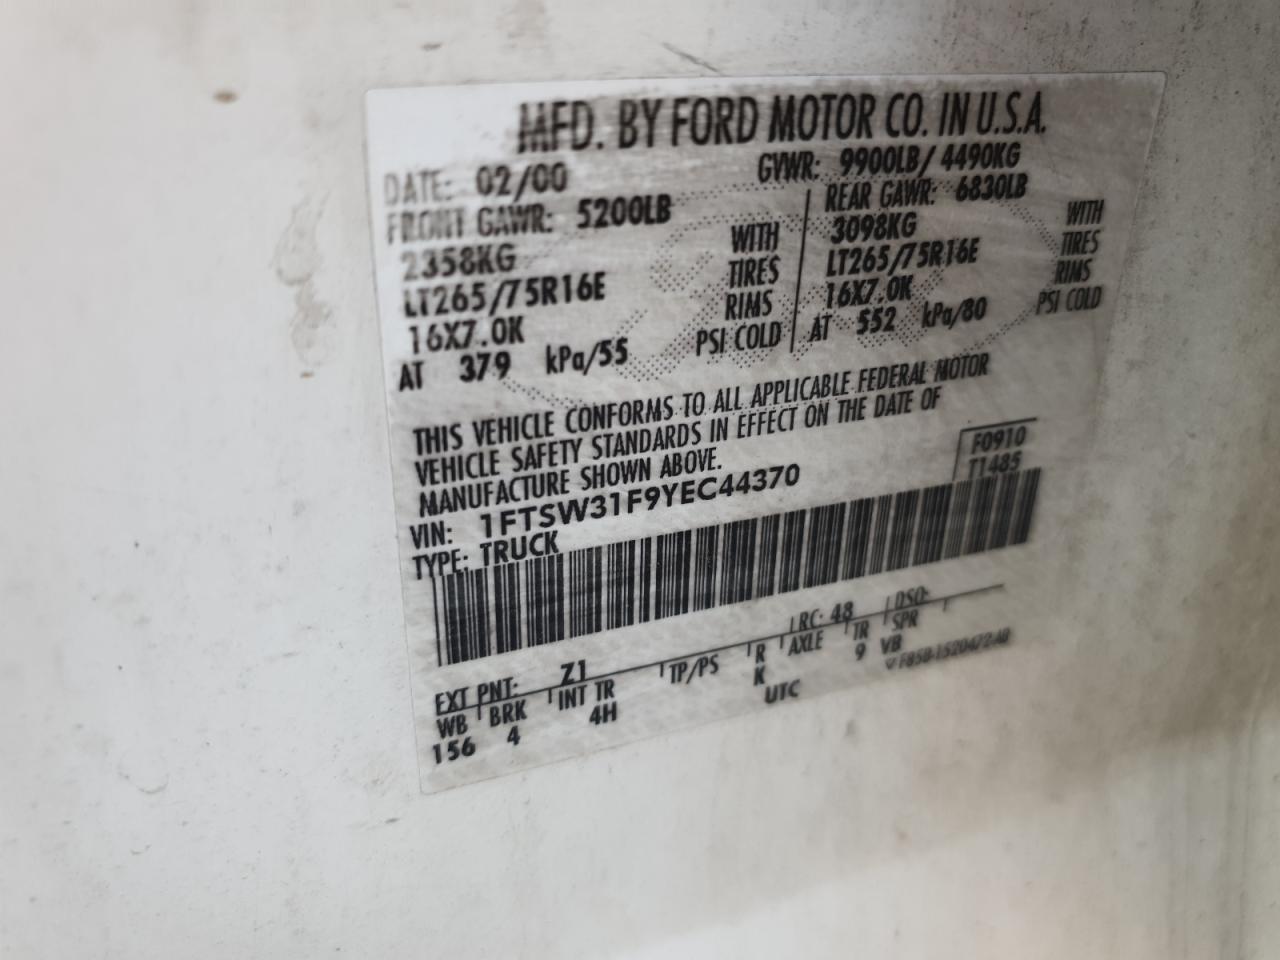 MFD. BY FORD MOTOR CO. IN U.S.A.
DATE: 02/00 GVWR: 9900LB/ 4490KG
FRONT GAWR: 5200LB
2358KG WITH
LT265/75R16E TIRES
16X7.0K RIMS
AT 379 kPa/55 PSI COLD
REAR GAWR: 6830LB
3098KG WITH
LT265/75R16E TIRES
16X7.0K RIMS
AT 552 kPa/80 PSI COLD
THIS VEHICLE CONFORMS TO ALL APPLICABLE FEDERAL MOTOR
VEHICLE SAFETY STANDARDS IN EFFECT ON THE DATE OF
MANUFACTURE SHOWN ABOVE.
F0910
T1485
VIN: 1FTSW31F9YEC44370
TYPE: TRUCK
EXT PNT: Z1 RC: 48 DSO:
WB BRK INT TR TP/PS R AXLE TR SPR
156 4 4H K 9 VB
UTC